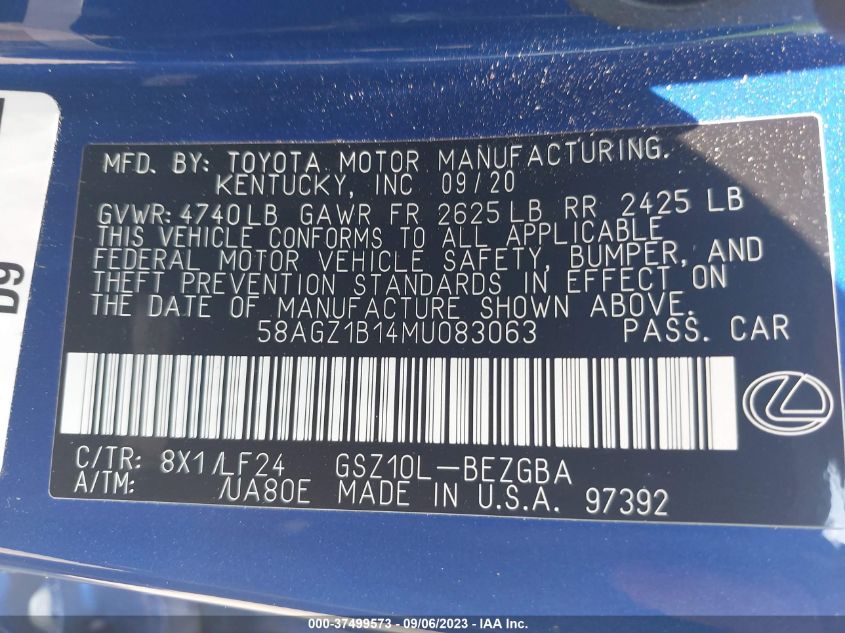 MFD. BY: TOYOTA MOTOR MANUFACTURING.
KENTUCKY, INC 09/20
GVWR: 4740LB GAWR FR 2625LB RR 2425 LB
THIS VEHICLE CONFORMS TO ALL APPLICABLE
FEDERAL MOTOR VEHICLE SAFETY, BUMPER, AND
THEFT PREVENTION STANDARDS IN EFFECT ON
THE DATE OF MANUFACTURE SHOWN ABOVE.
58AGZ1B14MU083063 PASS. CAR
C/TR: 8X1/LF24 GSZ10L-BEZGBA
A/TM: /UA80E MADE IN U.S.A. 97392
D9
000-37499573 - 09/06/2023 - IAA Inc.